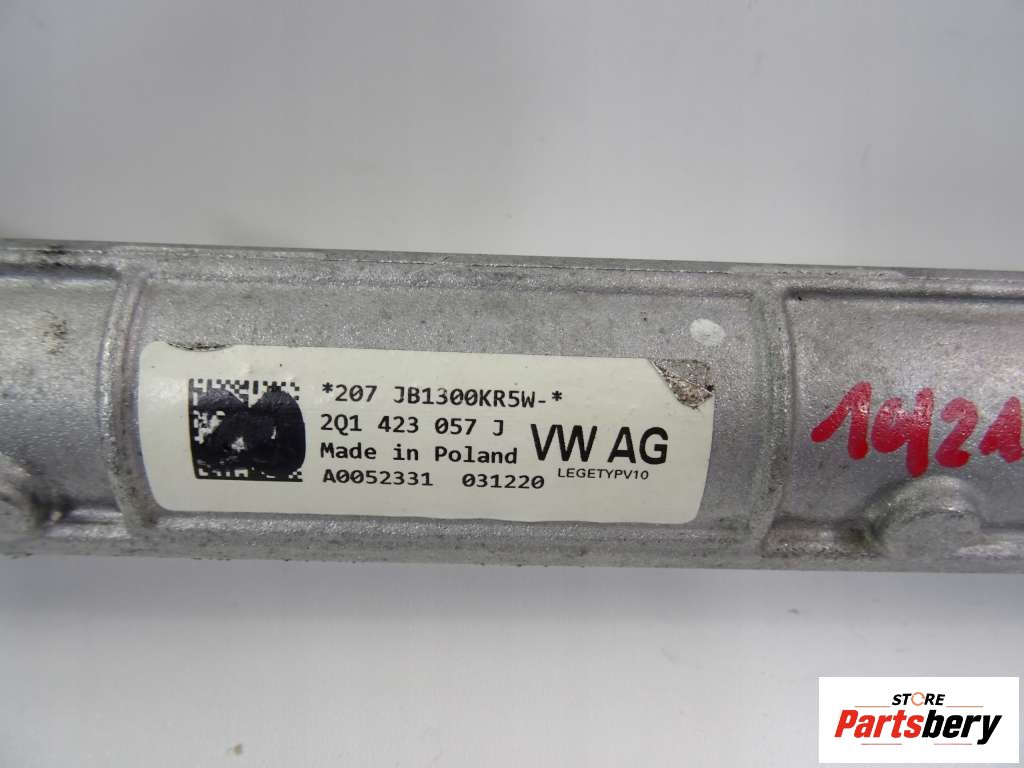 *207 JB1300KR5W-*
2Q1 423 057 J
Made in Poland
A0052331 031220
VW AG
LEGETYPV10
STORE
Partsbery